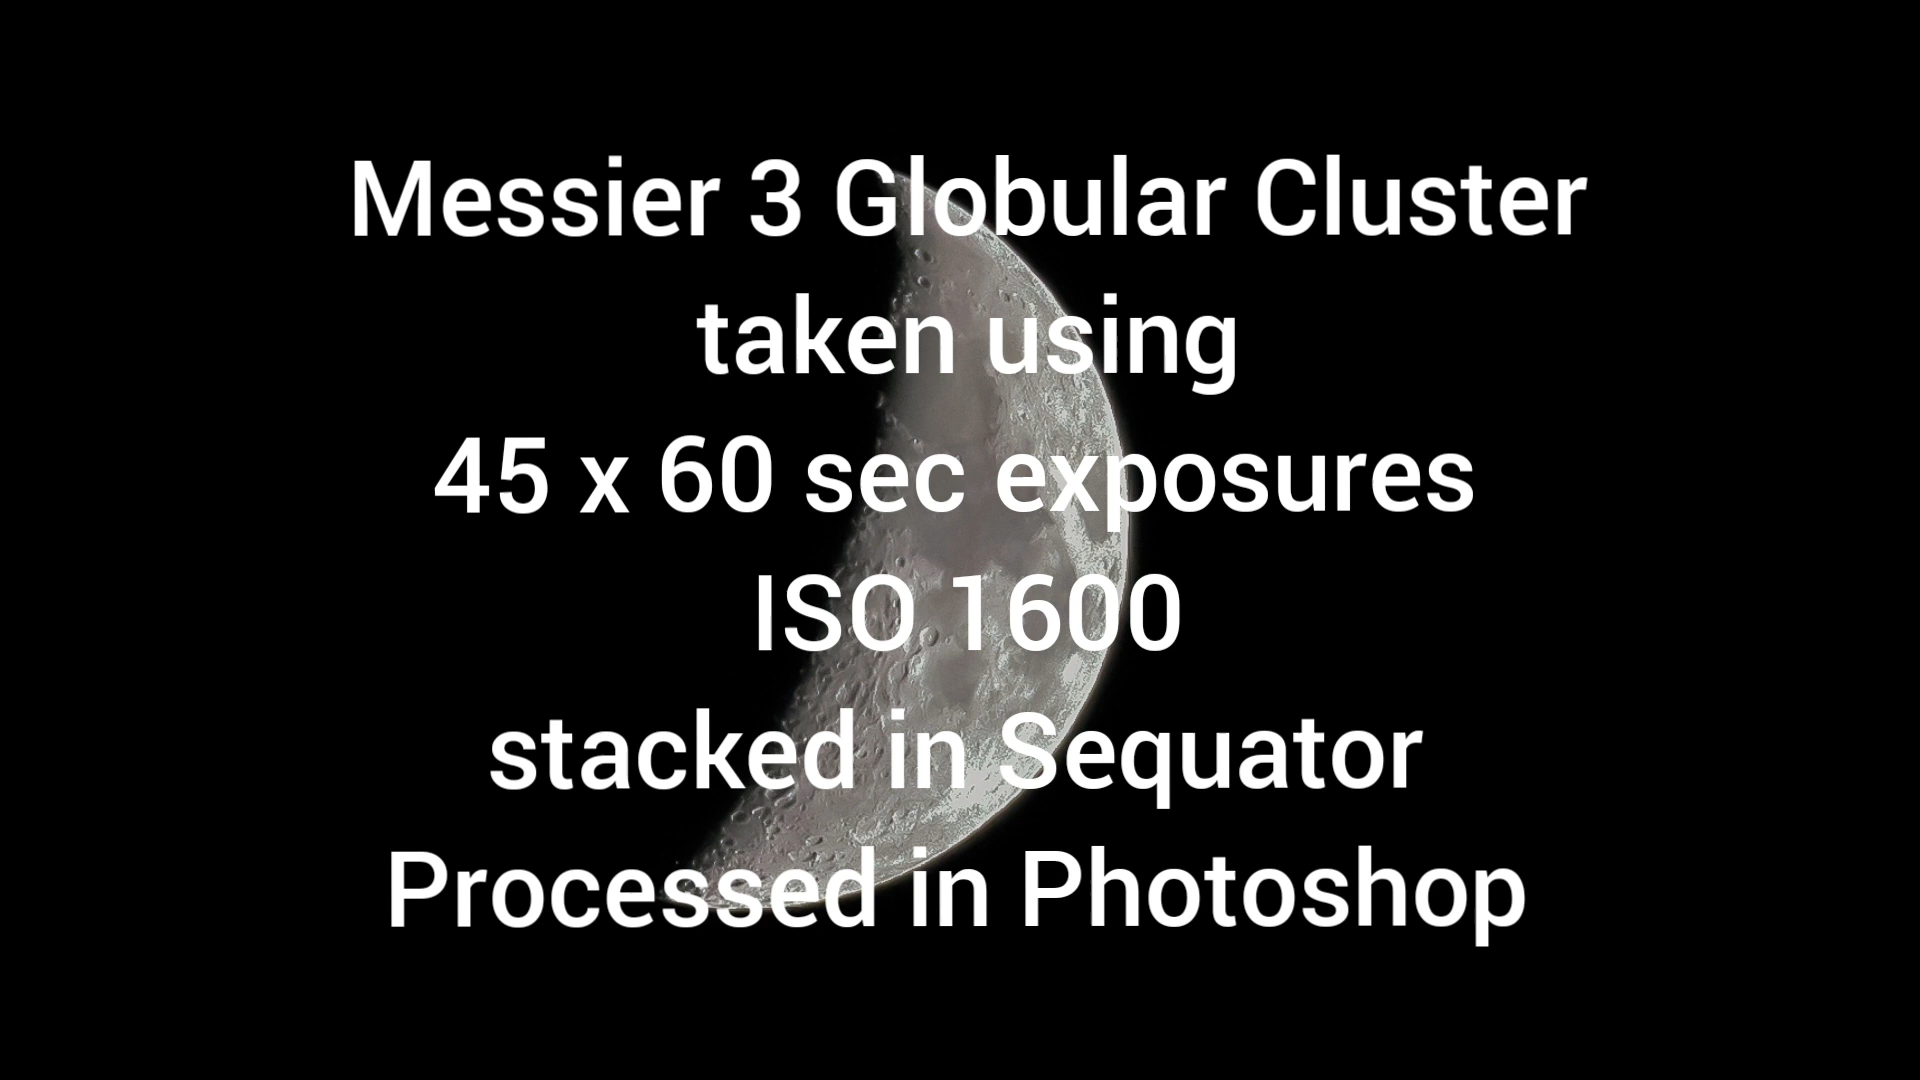 Messier 3 Globular Cluster
taken using
45 x 60 sec exposures
ISO 1600
stacked in Sequator
Processed in Photoshop